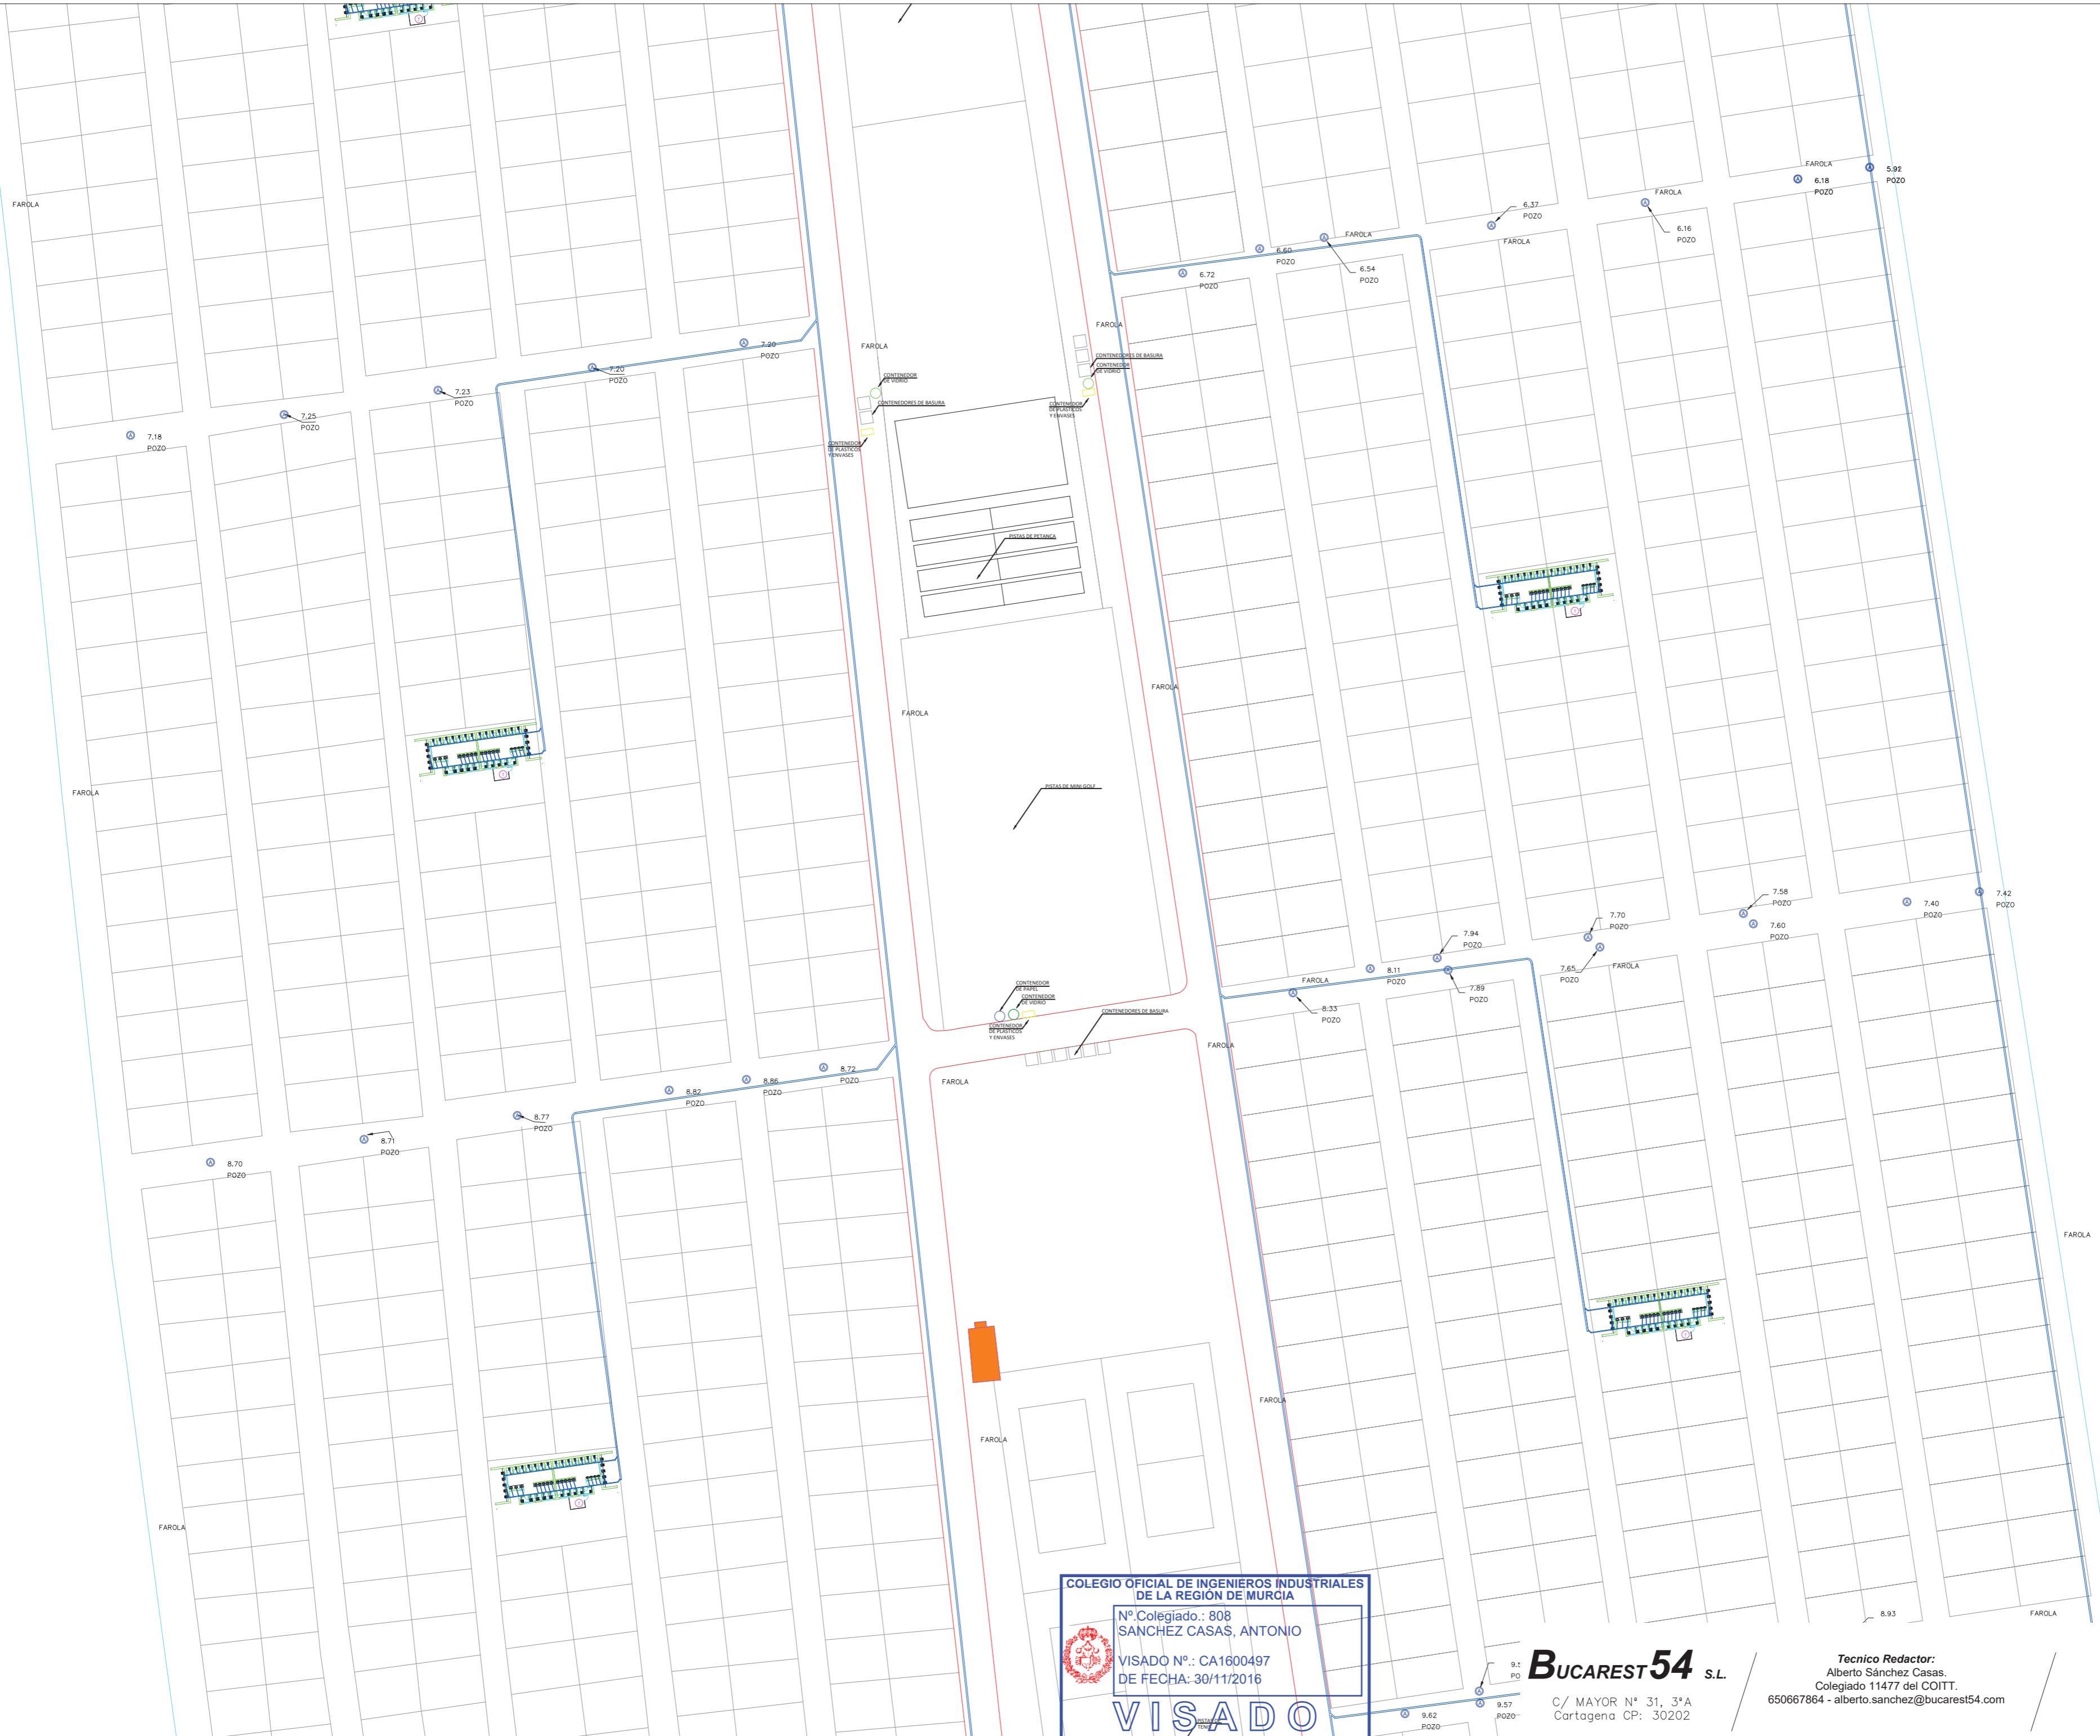 FAROLA
5.92
POZO
6.18
POZO
FAROLA
FAROLA
6.37
POZO
6.16
POZO
FAROLA
FAROLA
6.60
POZO
6.54
POZO
6.72
POZO
FAROLA
FAROLA
7.20
POZO
7.20
POZO
7.23
POZO
7.25
POZO
7.18
POZO
CONTENEDORES DE BASURA
CONTENEDOR
DE VIDRIO
CONTENEDOR
DE PLASTICOS
Y ENVASES
CONTENEDOR
DE VIDRIO
CONTENEDORES DE BASURA
CONTENEDOR
DE PLASTICOS
Y ENVASES
PISTAS DE PETANCA
FAROLA
FAROLA
PISTAS DE MINI GOLF
FAROLA
7.42
POZO
7.40
POZO
7.58
POZO
7.60
POZO
7.70
POZO
7.65
POZO
FAROLA
7.94
POZO
8.11
POZO
7.89
POZO
FAROLA
8.33
POZO
CONTENEDOR
DE PAPEL
CONTENEDOR
DE VIDRIO
CONTENEDOR
DE PLASTICOS
Y ENVASES
CONTENEDORES DE BASURA
FAROLA
FAROLA
8.72
POZO
8.86
POZO
8.82
POZO
8.77
POZO
8.71
POZO
8.70
POZO
FAROLA
FAROLA
FAROLA
FAROLA
8.93
FAROLA
9.57
POZO
9.62
POZO
PISTAS DE
TENIS
COLEGIO OFICIAL DE INGENIEROS INDUSTRIALES
DE LA REGIÓN DE MURCIA
Nº.Colegiado.: 808
SANCHEZ CASAS, ANTONIO
VISADO Nº.: CA1600497
DE FECHA: 30/11/2016
VISADO
BUCAREST 54 S.L.
C/ MAYOR Nº 31, 3ºA
Cartagena CP: 30202
Tecnico Redactor:
Alberto Sánchez Casas.
Colegiado 11477 del COITT.
650667864 - alberto.sanchez@bucarest54.com